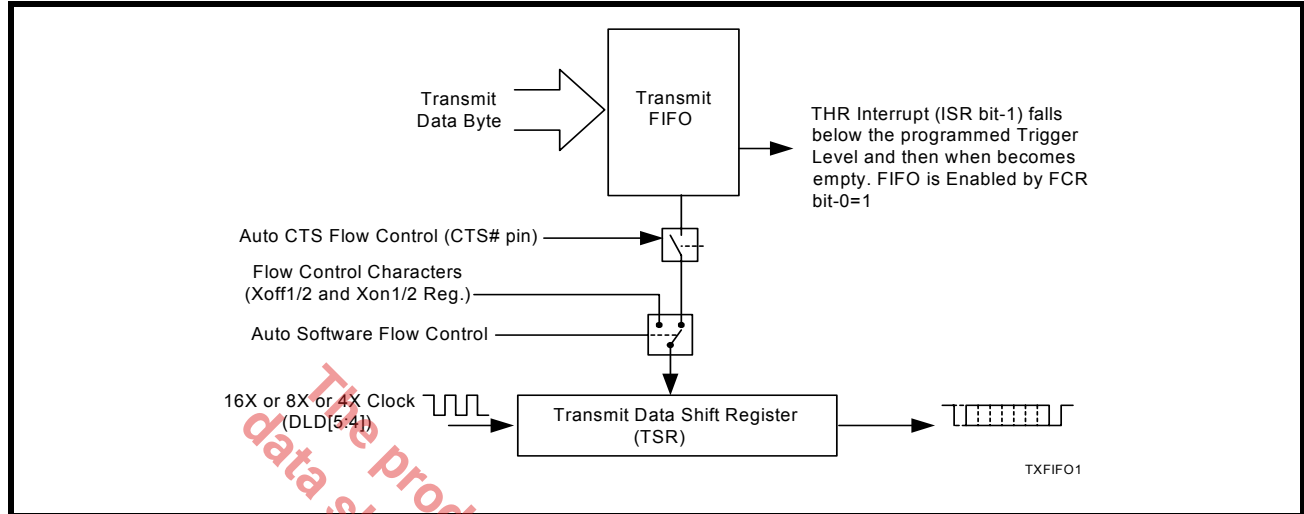 Transmit
Data Byte
Transmit
FIFO
THR Interrupt (ISR bit-1) falls
below the programmed Trigger
Level and then when becomes
empty. FIFO is Enabled by FCR
bit-0=1
Auto CTS Flow Control (CTS# pin)
Flow Control Characters
(Xoff1/2 and Xon1/2 Reg.)
Auto Software Flow Control
16X or 8X or 4X Clock
(DLD[5:4])
Transmit Data Shift Register
(TSR)
TXFIFO1
The prod
data s